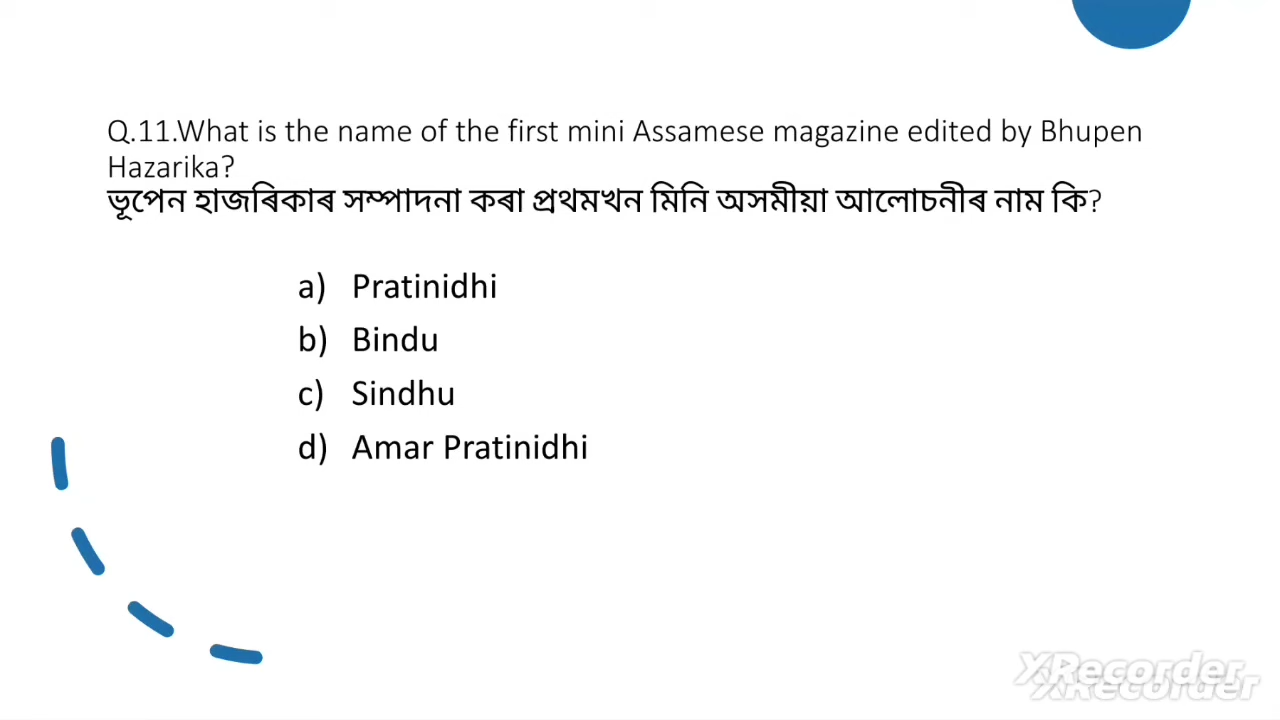 Q.11.What is the name of the first mini Assamese magazine edited by Bhupen
Hazarika?
ভূপেন হাজৰিকাৰ সম্পাদনা কৰা প্ৰথমখন মিনি অসমীয়া আলোচনীৰ নাম কি?
a) Pratinidhi
b) Bindu
c) Sindhu
d) Amar Pratinidhi
XRecorder
XRecorder